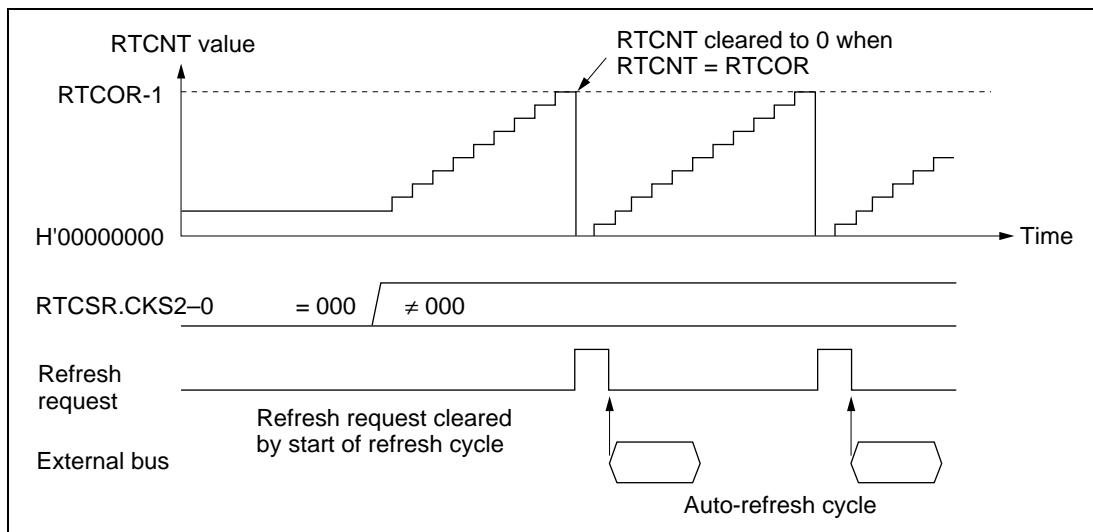 RTCNT value
RTCNT cleared to 0 when
RTCNT = RTCOR
RTCOR-1
H'00000000
Time
RTCSR.CKS2–0 = 000 ≠ 000
Refresh
request
Refresh request cleared
by start of refresh cycle
External bus
Auto-refresh cycle